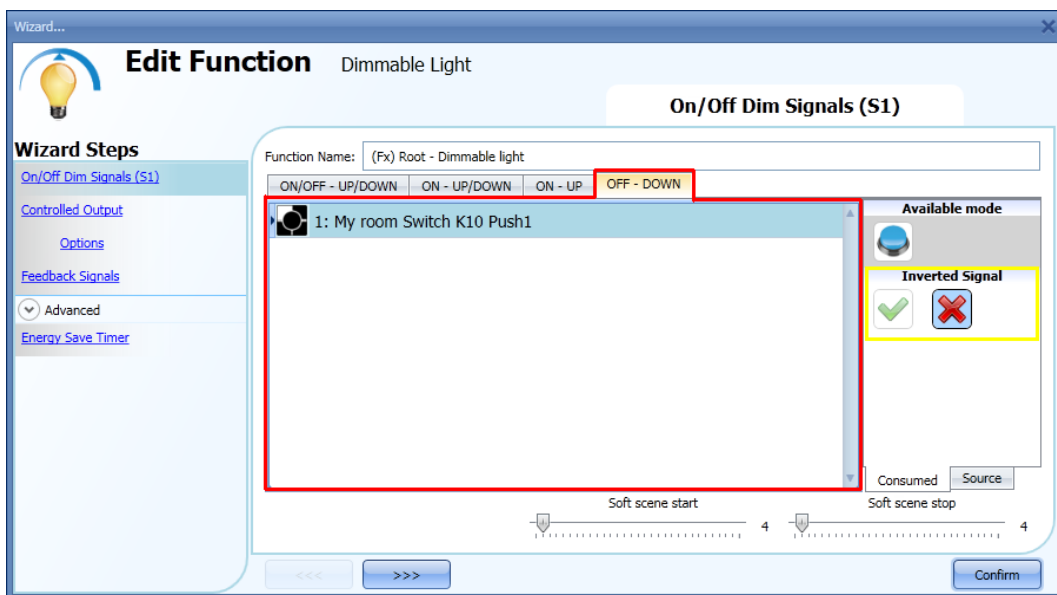 Wizard...
Edit Function Dimmable Light
On/Off Dim Signals (S1)
Wizard Steps
On/Off Dim Signals (S1)
Controlled Output
Options
Feedback Signals
Advanced
Energy Save Timer
Function Name: (Fx) Root - Dimmable light
ON/OFF - UP/DOWN ON - UP/DOWN ON - UP OFF - DOWN
1: My room Switch K10 Push1
Available mode
Inverted Signal
Consumed Source
Soft scene start 4
Soft scene stop 4
<<< >>> Confirm